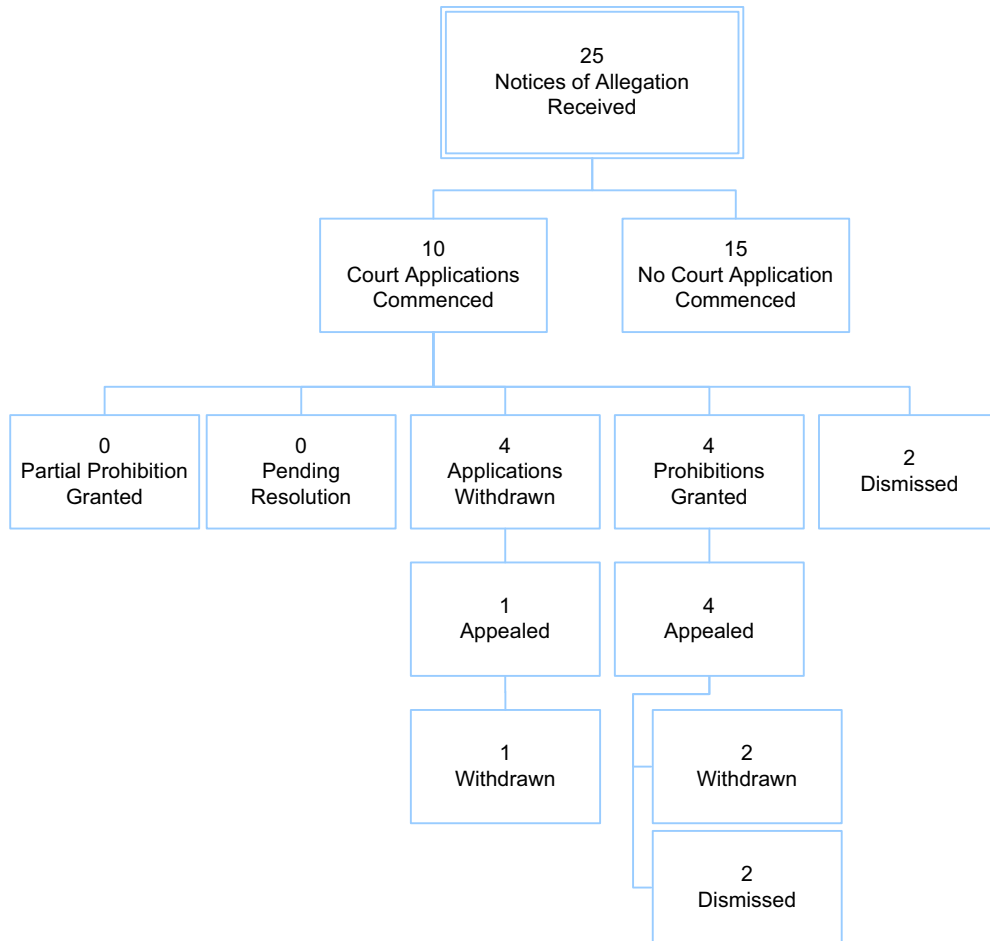 25
Notices of Allegation
Received
10
Court Applications
Commenced
15
No Court Application
Commenced
0
Partial Prohibition
Granted
0
Pending
Resolution
4
Applications
Withdrawn
4
Prohibitions
Granted
2
Dismissed
1
Appealed
4
Appealed
1
Withdrawn
2
Withdrawn
2
Dismissed